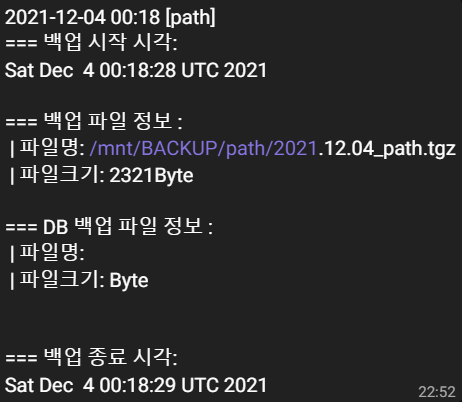 2021-12-04 00:18 [path]
=== 백업 시작 시각:
Sat Dec  4 00:18:28 UTC 2021
=== 백업 파일 정보 :
| 파일명: /mnt/BACKUP/path/2021.12.04_path.tgz
| 파일크기: 2321Byte
=== DB 백업 파일 정보 :
| 파일명:
| 파일크기: Byte
=== 백업 종료 시각:
Sat Dec  4 00:18:29 UTC 2021
22:52